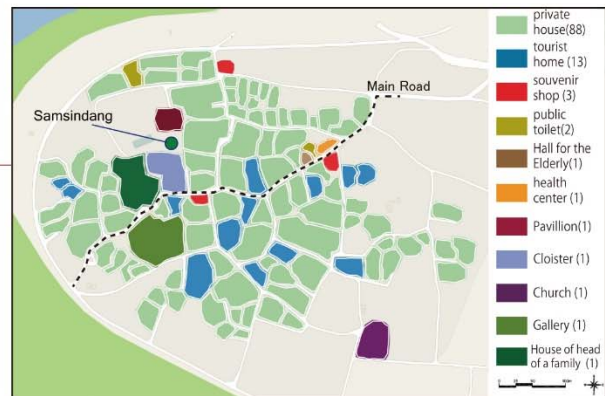 Samsindang
Main Road
private
house(88)
tourist
home (13)
souvenir
shop (3)
public
toilet(2)
Hall for the
Elderly(1)
health
center (1)
Pavillion(1)
Cloister (1)
Church (1)
Gallery (1)
House of head
of a family (1)